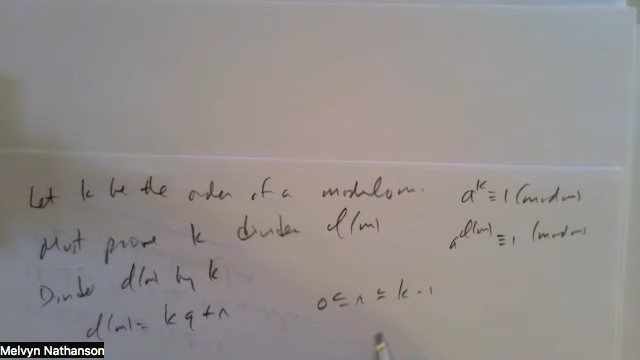 Let k be the order of a modulo m. a^k ≡ 1 (mod m)
Must prove k divides φ(m) a^φ(m) ≡ 1 (mod m)
Divide φ(m) by k
φ(m) = kq + r 0 ≤ r ≤ k-1
Melvyn Nathanson